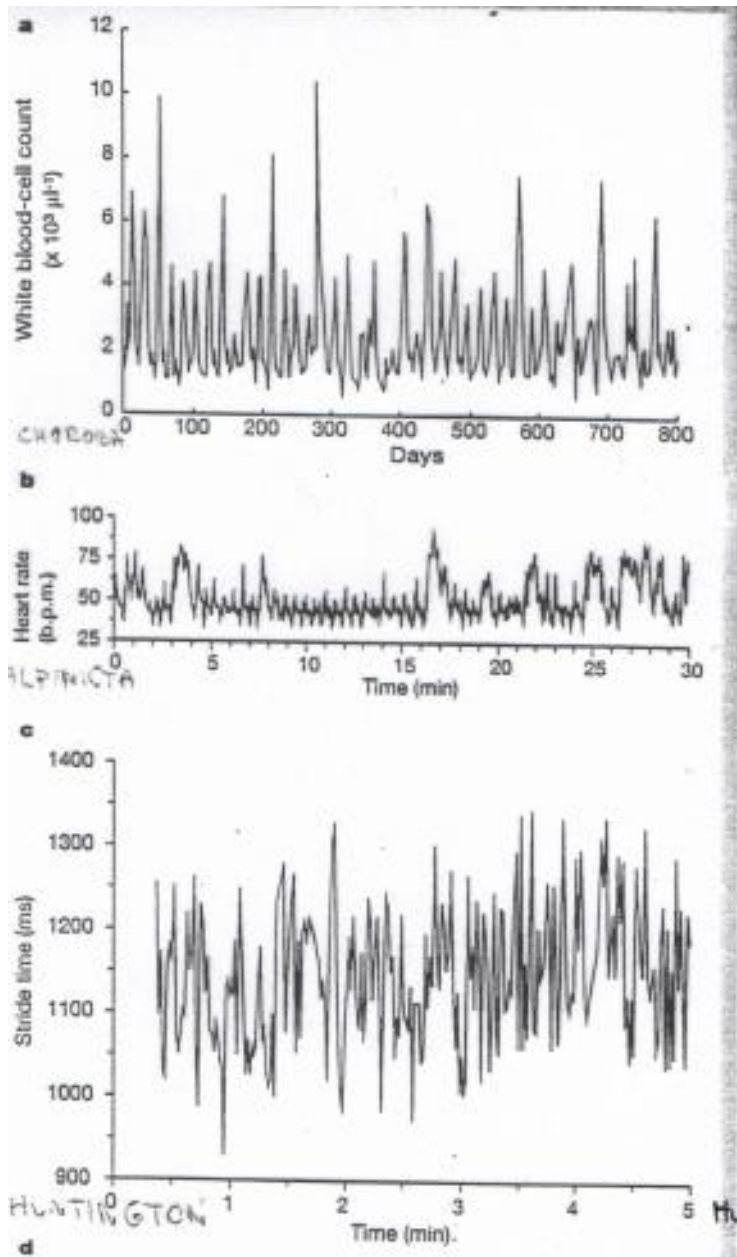 a
12
10
8
6
4
2
0
White blood-cell count
(x 10³ μl⁻¹)
0 100 200 300 400 500 600 700 800
Days
b
100
75
50
25
Heart rate
(b.p.m.)
0 5 10 15 20 25 30
Time (min)
c
1400
1300
1200
1100
1000
900
Stride time (ms)
0 1 2 3 4 5
HUNTINGTON
Time (min).
d